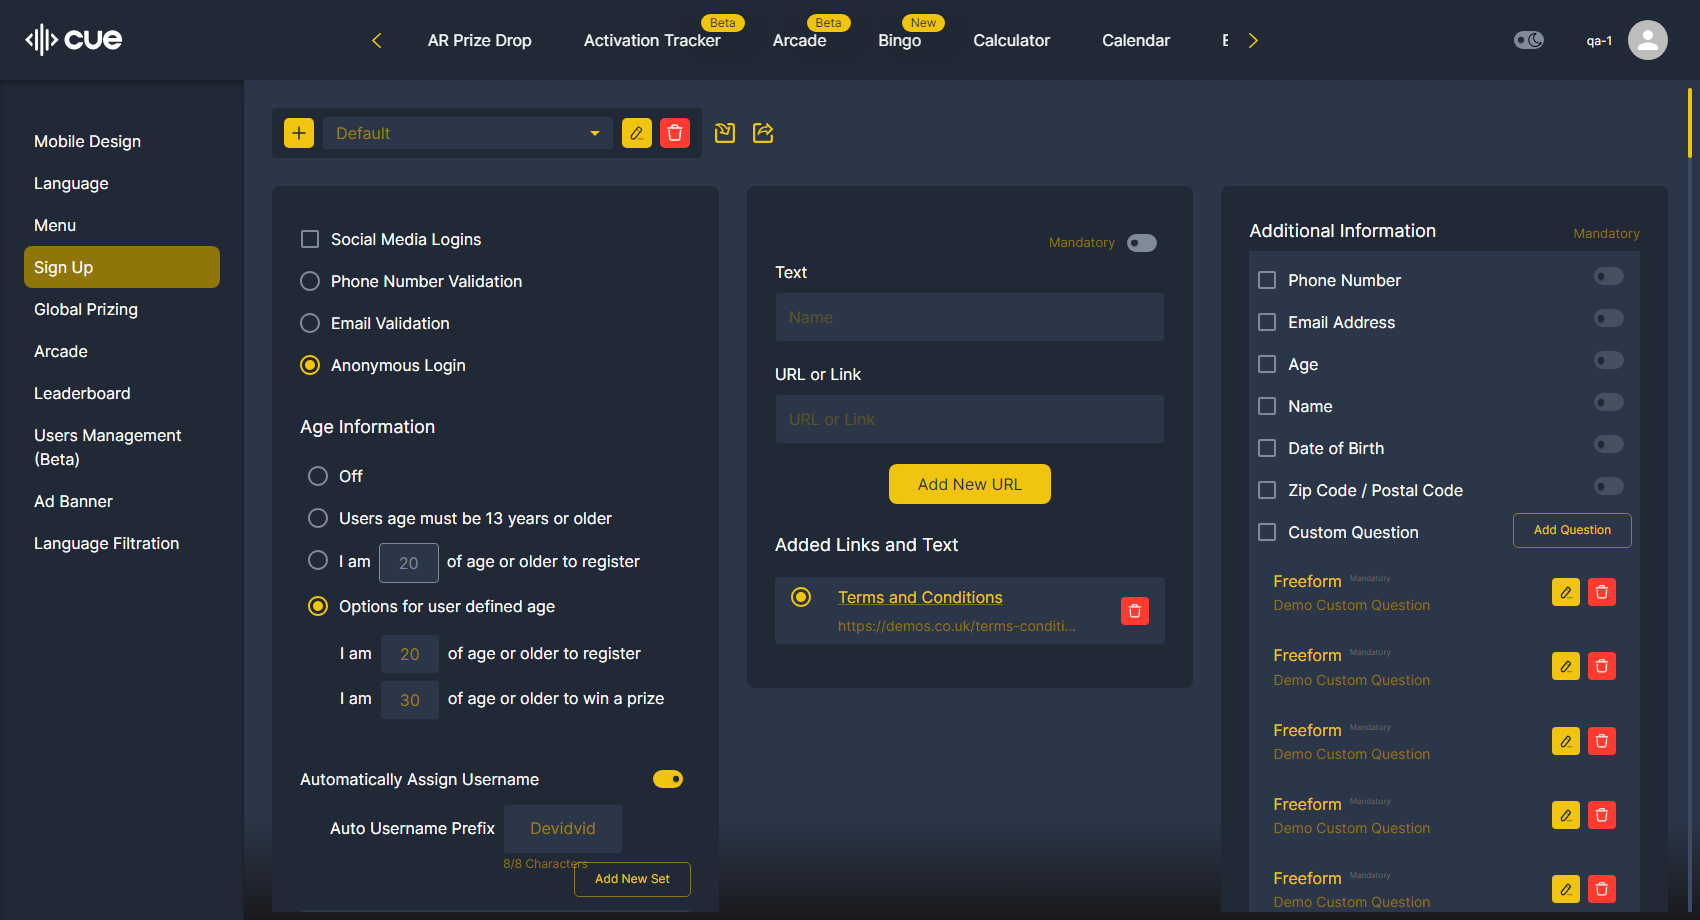 cue
AR Prize Drop
Activation Tracker
Beta
Arcade
Beta
Bingo
New
Calculator
Calendar
qa-1
Mobile Design
Language
Menu
Sign Up
Global Prizing
Arcade
Leaderboard
Users Management
(Beta)
Ad Banner
Language Filtration
Default
Social Media Logins
Phone Number Validation
Email Validation
Anonymous Login
Age Information
Off
Users age must be 13 years or older
I am 20 of age or older to register
Options for user defined age
I am 20 of age or older to register
I am 30 of age or older to win a prize
Automatically Assign Username
Auto Username Prefix Devidvid
8/8 Characters
Add New Set
Mandatory
Text
Name
URL or Link
URL or Link
Add New URL
Added Links and Text
Terms and Conditions
https://demos.co.uk/terms-conditi...
Additional Information Mandatory
Phone Number
Email Address
Age
Name
Date of Birth
Zip Code / Postal Code
Custom Question Add Question
Freeform Mandatory
Demo Custom Question
Freeform Mandatory
Demo Custom Question
Freeform Mandatory
Demo Custom Question
Freeform Mandatory
Demo Custom Question
Freeform Mandatory
Demo Custom Question